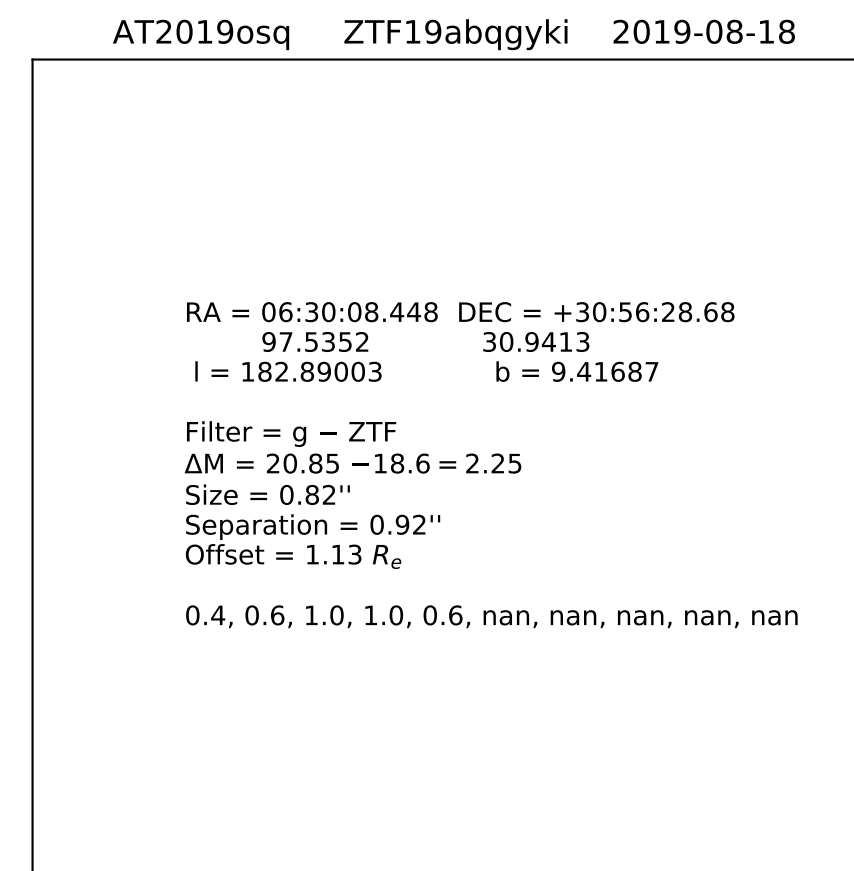 AT2019osq ZTF19abqgyki 2019-08-18
RA = 06:30:08.448 DEC = +30:56:28.68
97.5352 30.9413
l = 182.89003 b = 9.41687
Filter = g − ZTF
ΔM = 20.85 −18.6 = 2.25
Size = 0.82''
Separation = 0.92''
Offset = 1.13 Rₑ
0.4, 0.6, 1.0, 1.0, 0.6, nan, nan, nan, nan, nan